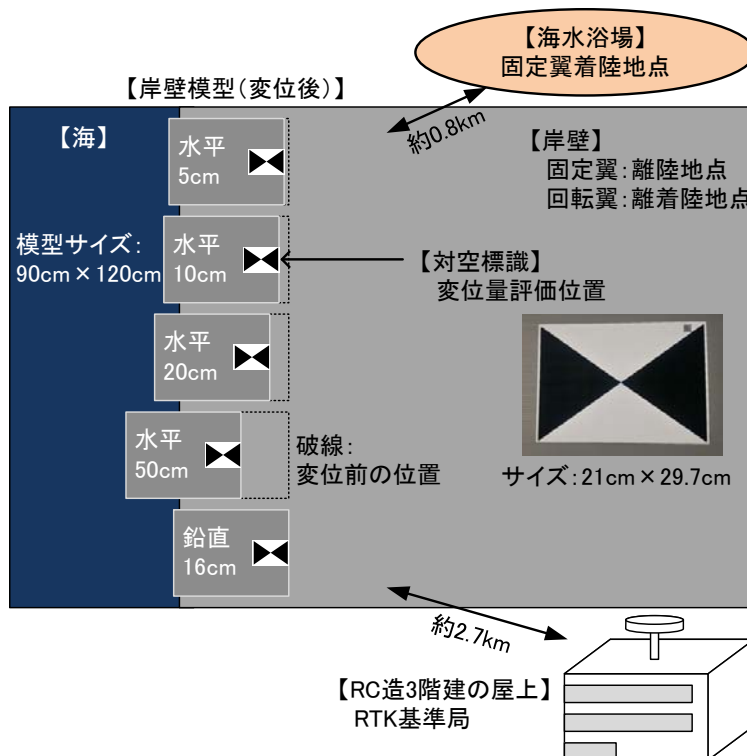 【海水浴場】
固定翼着陸地点
【岸壁模型(変位後)】
約0.8km
【海】
水平
5cm
【岸壁】
固定翼:離陸地点
回転翼:離着陸地点
模型サイズ:
90cm×120cm
水平
10cm
【対空標識】
変位量評価位置
水平
20cm
水平
50cm
破線:
変位前の位置
サイズ:21cm×29.7cm
鉛直
16cm
約2.7km
【RC造3階建の屋上】
RTK基準局